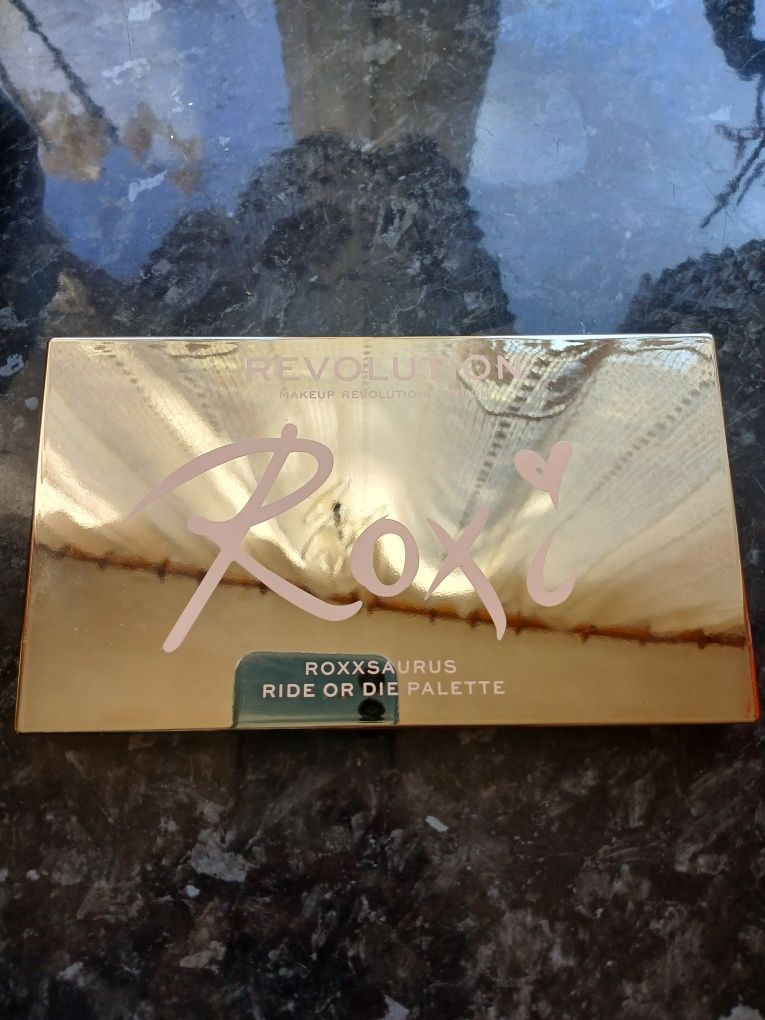 REVOLUTION
MAKEUP REVOLUTION LONDON
Roxi
ROXXSAURUS
RIDE OR DIE PALETTE